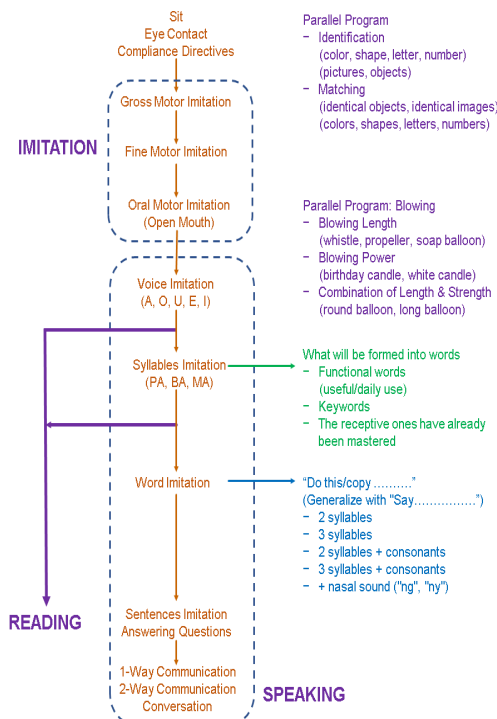 Sit
Eye Contact
Compliance Directives
Gross Motor Imitation
IMITATION
Fine Motor Imitation
Oral Motor Imitation
(Open Mouth)
Voice Imitation
(A, O, U, E, I)
Syllables Imitation
(PA, BA, MA)
Word Imitation
READING
Sentences Imitation
Answering Questions
1-Way Communication
2-Way Communication
Conversation
SPEAKING
Parallel Program
− Identification
(color, shape, letter, number)
(pictures, objects)
− Matching
(identical objects, identical images)
(colors, shapes, letters, numbers)
Parallel Program: Blowing
− Blowing Length
(whistle, propeller, soap balloon)
− Blowing Power
(birthday candle, white candle)
− Combination of Length & Strength
(round balloon, long balloon)
What will be formed into words
− Functional words
(useful/daily use)
− Keywords
− The receptive ones have already
been mastered
“Do this/copy ……….”
(Generalize with "Say……………”)
− 2 syllables
− 3 syllables
− 2 syllables + consonants
− 3 syllables + consonants
− + nasal sound ("ng", "ny")